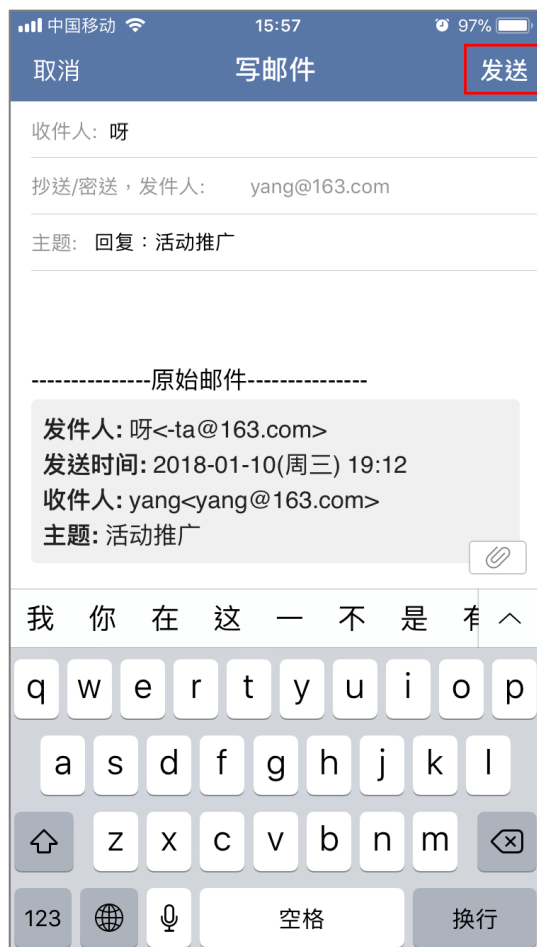 中国移动 15:57 97%
取消 写邮件 发送
收件人: 呀
抄送/密送，发件人: yang@163.com
主题: 回复：活动推广
---------------原始邮件---------------
发件人: 呀<-ta@163.com>
发送时间: 2018-01-10(周三) 19:12
收件人: yang<yang@163.com>
主题: 活动推广
我 你 在 这 一 不 是
q w e r t y u i o p
a s d f g h j k l
z x c v b n m
123 空格 换行